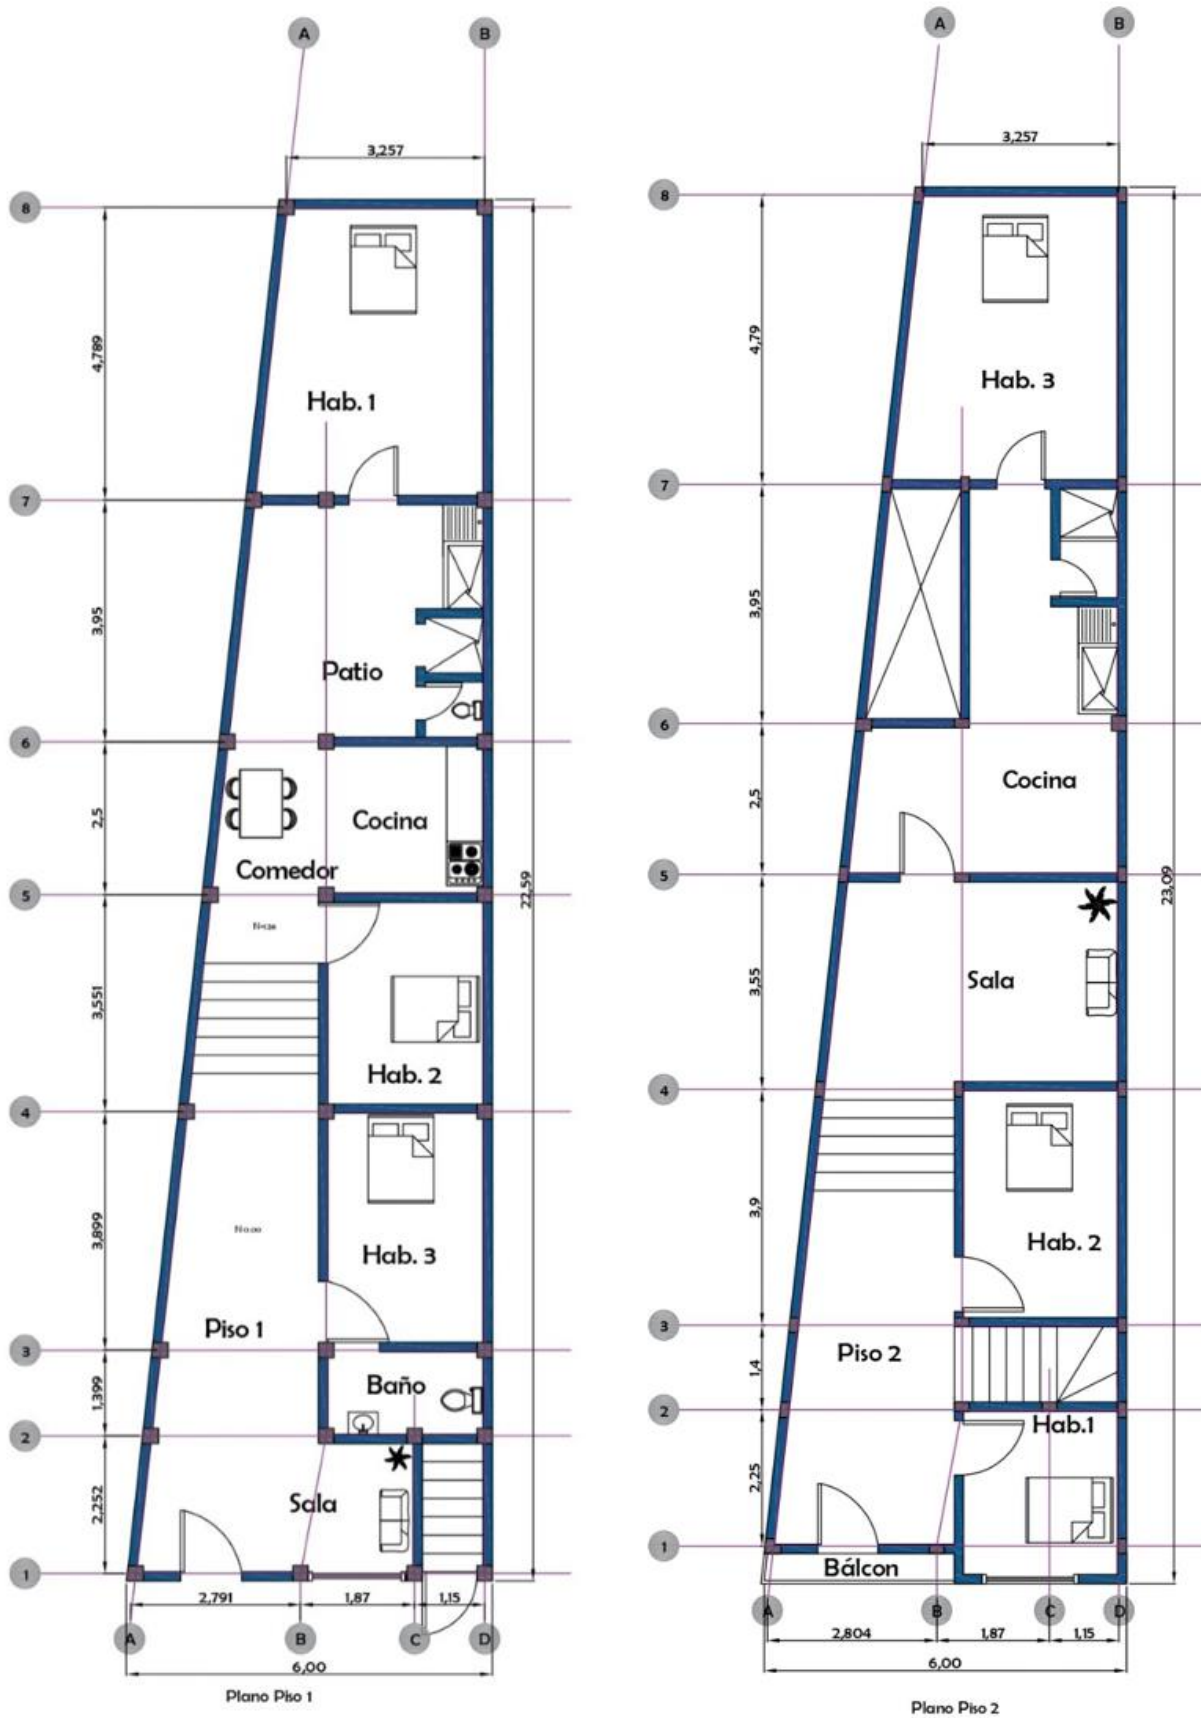 A
B
3,257
8
4,789
Hab. 1
7
3,95
Patio
6
2,5
Cocina
Comedor
5
22,59
3,551
Hab. 2
4
3,899
N 0.00
Hab. 3
Piso 1
3
1,399
Baño
2
2,252
Sala
1
2,791
1,87
1,15
A
B
C
D
6,00
Plano Piso 1
A
B
3,257
8
4,79
Hab. 3
7
3,95
6
2,5
Cocina
5
23,09
3,55
Sala
4
3,9
Hab. 2
3
1,4
Piso 2
2
Hab.1
2,25
1
Bálcon
A
B
C
D
2,804
1,87
1,15
6,00
Plano Piso 2